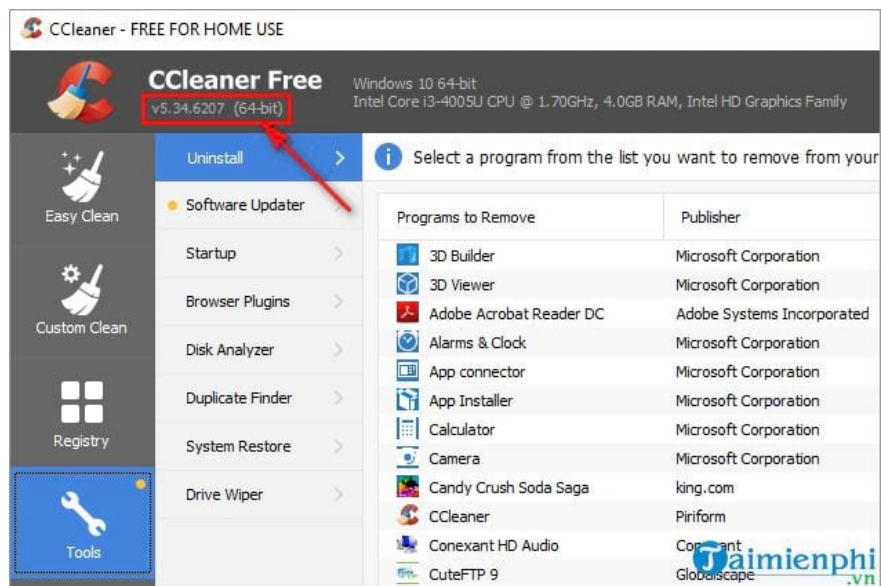 CCleaner - FREE FOR HOME USE
CCleaner Free
v5.34.6207 (64-bit)
Windows 10 64-bit
Intel Core i3-4005U CPU @ 1.70GHz, 4.0GB RAM, Intel HD Graphics Family
Easy Clean
Custom Clean
Registry
Tools
Uninstall
Software Updater
Startup
Browser Plugins
Disk Analyzer
Duplicate Finder
System Restore
Drive Wiper
Select a program from the list you want to remove from your
Programs to Remove Publisher
3D Builder Microsoft Corporation
3D Viewer Microsoft Corporation
Adobe Acrobat Reader DC Adobe Systems Incorporated
Alarms & Clock Microsoft Corporation
App connector Microsoft Corporation
App Installer Microsoft Corporation
Calculator Microsoft Corporation
Camera Microsoft Corporation
Candy Crush Soda Saga king.com
CCleaner Piriform
Conexant HD Audio Conexant
CuteFTP 9 Globalscape
Taimienphi
.vn